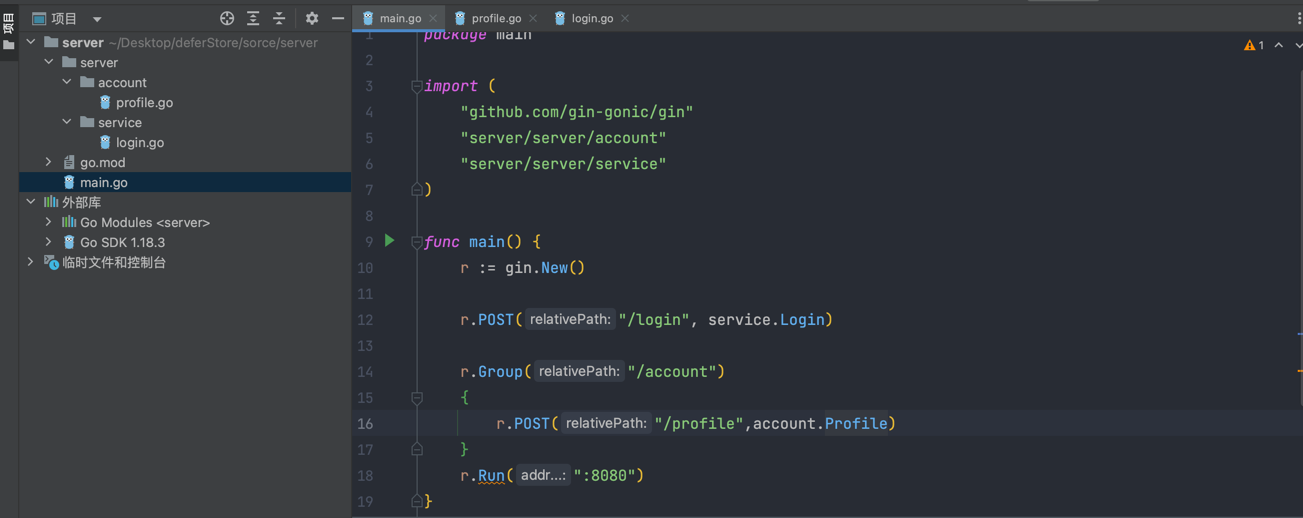 项目
项目
server ~/Desktop/deferStore/sorce/server
server
account
profile.go
service
login.go
go.mod
main.go
外部库
Go Modules <server>
Go SDK 1.18.3
临时文件和控制台
main.go
profile.go
login.go
1
1 package main
2
3 import (
4 "github.com/gin-gonic/gin"
5 "server/server/account"
6 "server/server/service"
7 )
8
9 func main() {
10 r := gin.New()
11
12 r.POST( relativePath: "/login", service.Login)
13
14 r.Group( relativePath: "/account")
15 {
16 r.POST( relativePath: "/profile",account.Profile)
17 }
18 r.Run( addr...: ":8080")
19 }